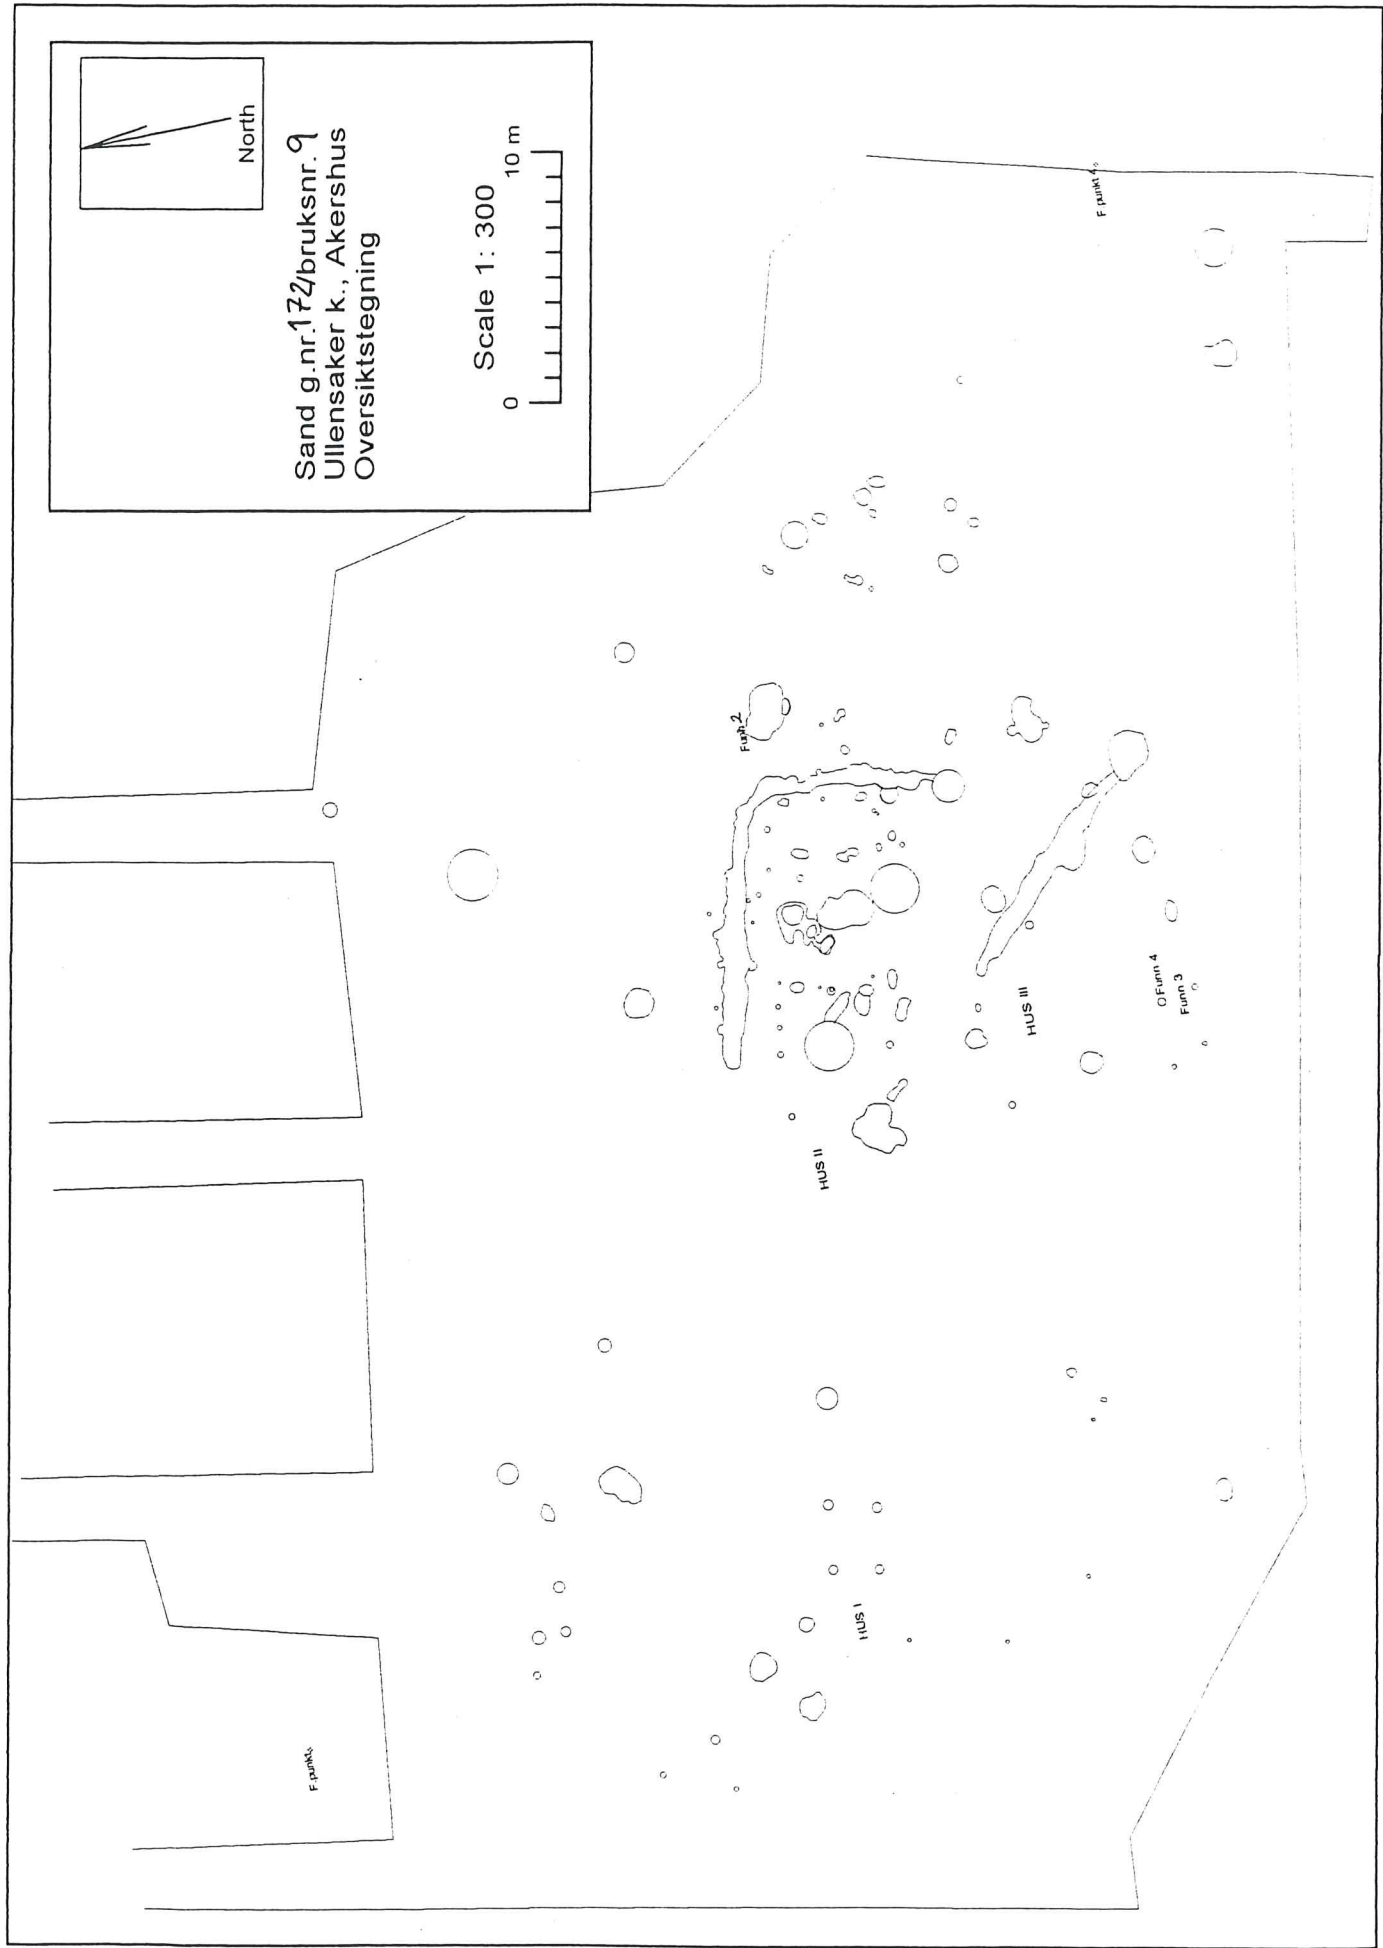 North
Sand g.nr.172/bruksnr.9
Ullensaker k., Akershus
Oversiktstegning
Scale 1: 300
0 10 m
F.punkt
HUS I
HUS II
Funn 2
HUS III
Funn 4
Funn 3
F.punkt 4